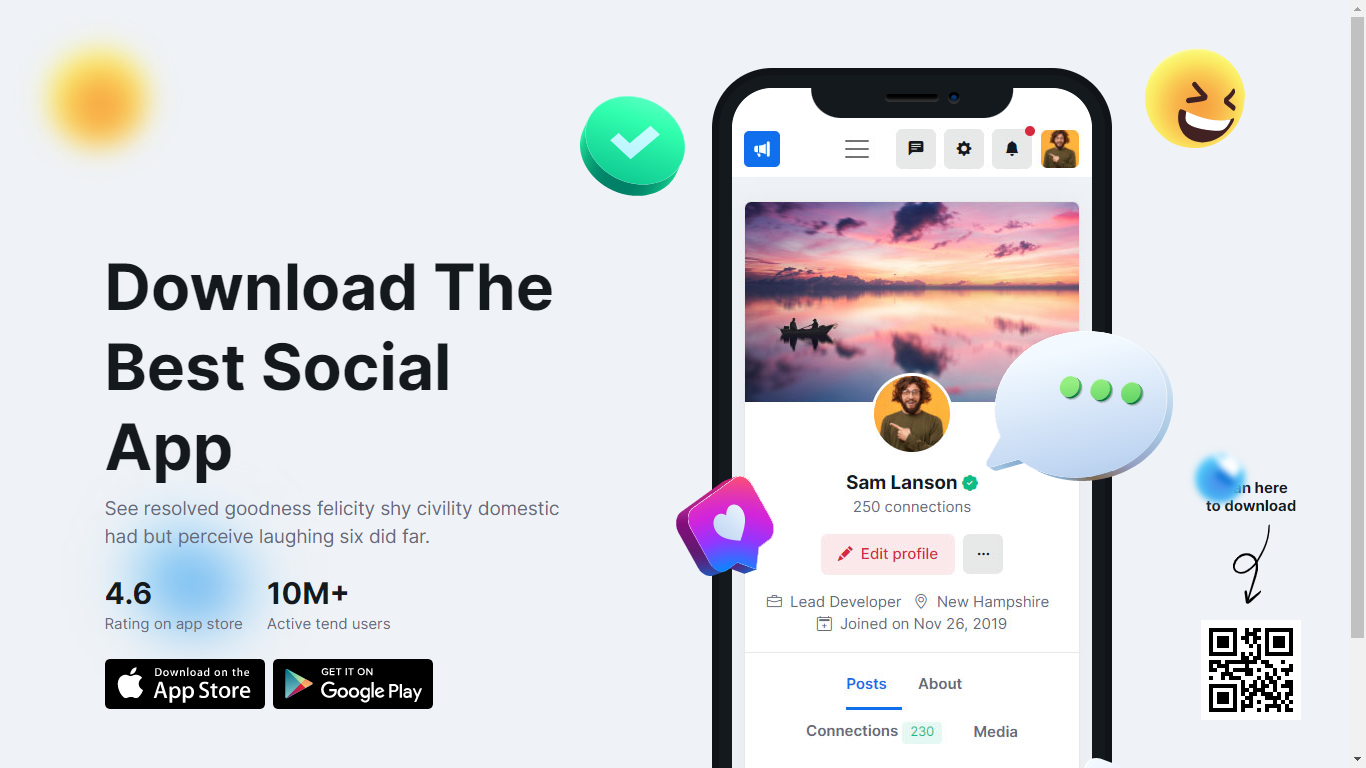 Download The
Best Social
App
See resolved goodness felicity shy civility domestic
had but perceive laughing six did far.
4.6
Rating on app store
10M+
Active tend users
Download on the
App Store
GET IT ON
Google Play
Sam Lanson
250 connections
Edit profile
Lead Developer
New Hampshire
Joined on Nov 26, 2019
Posts
About
Connections 230
Media
here
to download